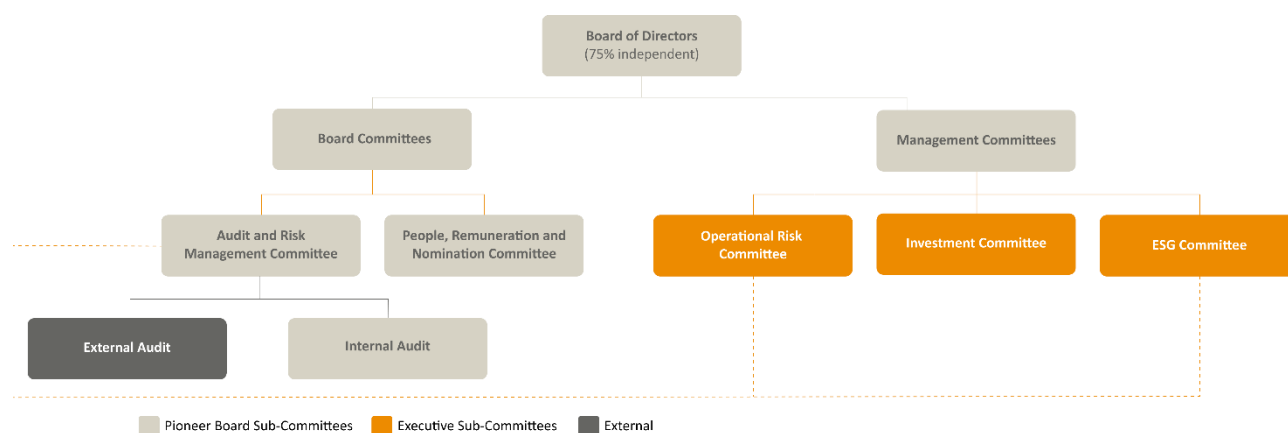 Board of Directors
(75% independent)
Board Committees
Management Committees
Audit and Risk
Management Committee
People, Remuneration and
Nomination Committee
Operational Risk
Committee
Investment Committee
ESG Committee
External Audit
Internal Audit
Pioneer Board Sub-Committees
Executive Sub-Committees
External